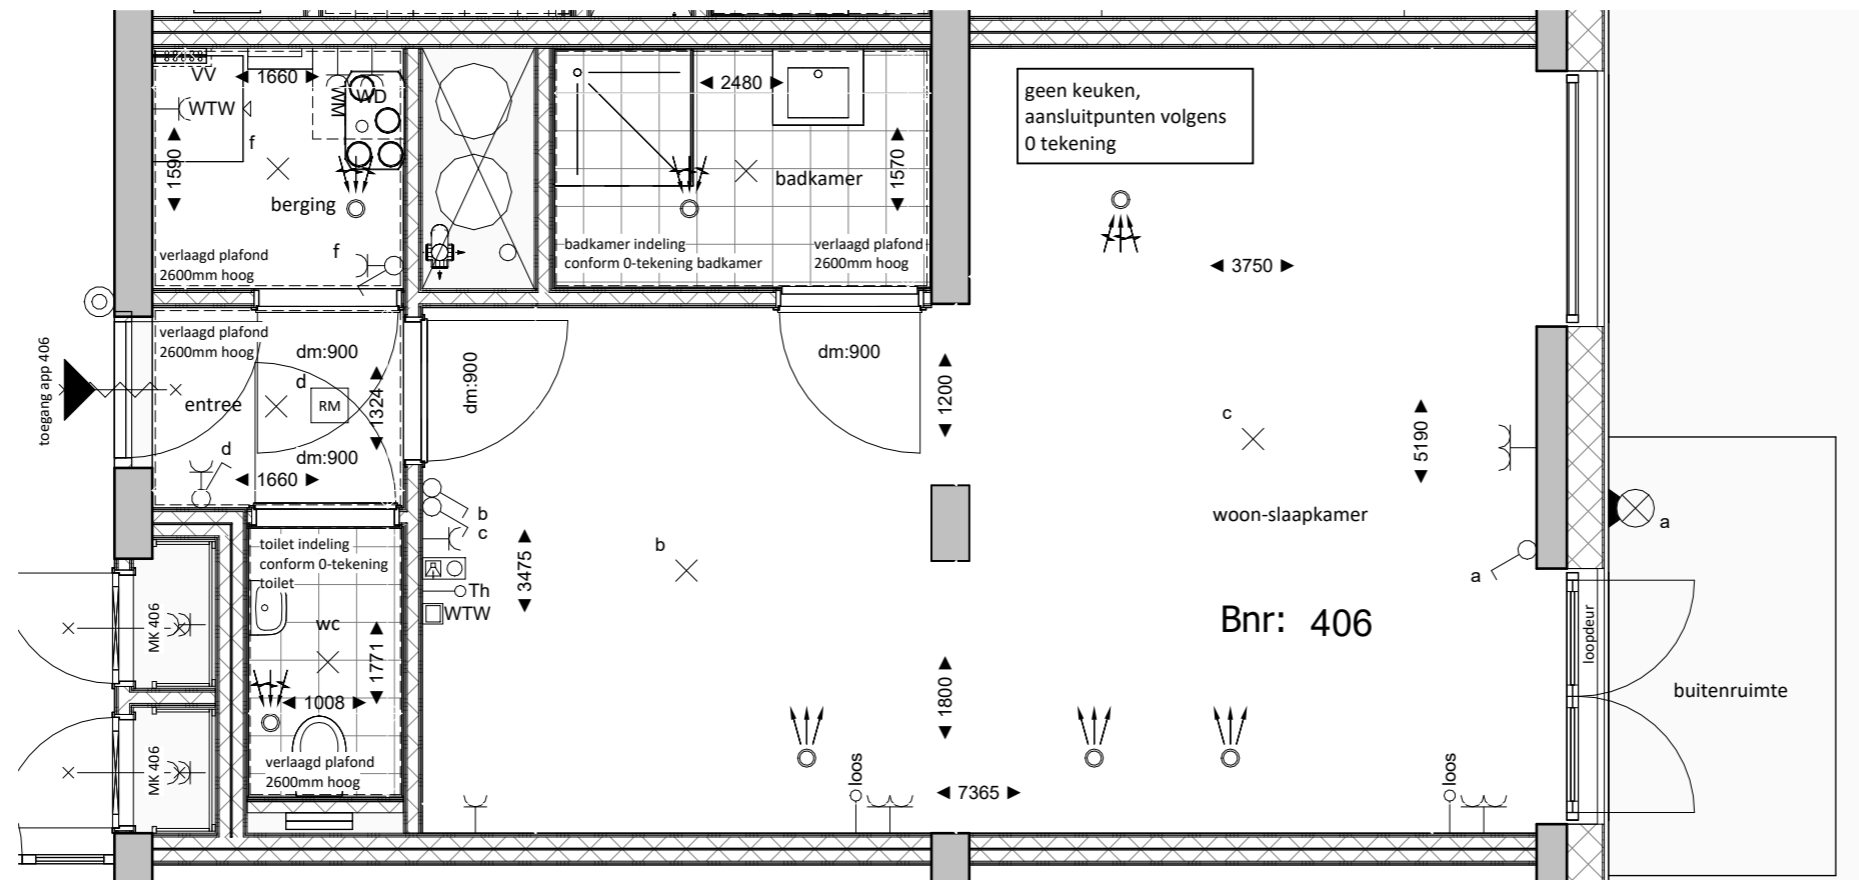 VV
1660
WM
WD
WTW
f
1590
berging
f
verlaagd plafond
2600mm hoog
2480
1570
badkamer
badkamer indeling
conform 0-tekening badkamer
verlaagd plafond
2600mm hoog
geen keuken,
aansluitpunten volgens
0 tekening
3750
toegang app 406
verlaagd plafond
2600mm hoog
dm:900
d
entree
RM
1324
dm:900
d
1660
dm:900
dm:900
1200
c
5190
woon-slaapkamer
b
c
b
3475
Th
WTW
toilet indeling
conform 0-tekening
toilet
wc
1771
1008
verlaagd plafond
2600mm hoog
MK 406
MK 406
1800
loos
7365
loos
a
a
Bnr: 406
loopdeur
buitenruimte